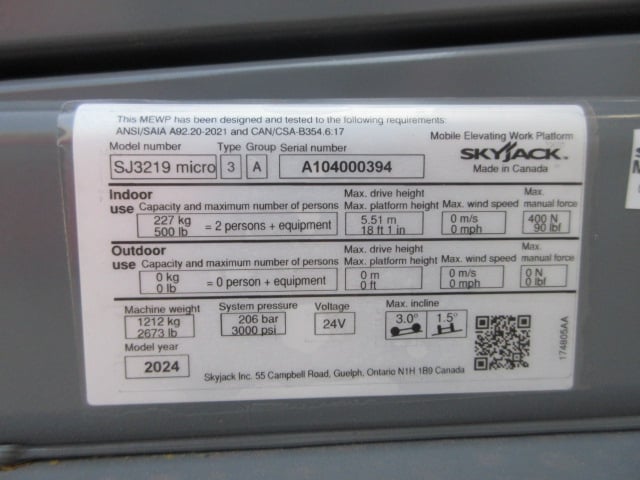 This MEWP has been designed and tested to the following requirements:
ANSI/SAIA A92.20-2021 and CAN/CSA-B354.6:17
Mobile Elevating Work Platform
SKYJACK
Made in Canada
Model number Type Group Serial number
SJ3219 micro 3 A A104000394
Indoor use
Capacity and maximum number of persons
227 kg
500 lb
= 2 persons + equipment
Max. drive height
Max. platform height
5.51 m
18 ft 1 in
Max. wind speed
0 m/s
0 mph
Max.
manual force
400 N
90 lbf
Outdoor use
Capacity and maximum number of persons
0 kg
0 lb
= 0 person + equipment
Max. drive height
Max. platform height
0 m
0 ft
Max. wind speed
0 m/s
0 mph
Max.
manual force
0 N
0 lbf
Machine weight
1212 kg
2673 lb
System pressure
206 bar
3000 psi
Voltage
24V
Max. incline
3.0° 1.5°
Model year
2024
Skyjack Inc. 55 Campbell Road, Guelph, Ontario N1H 1B9 Canada
174805AA